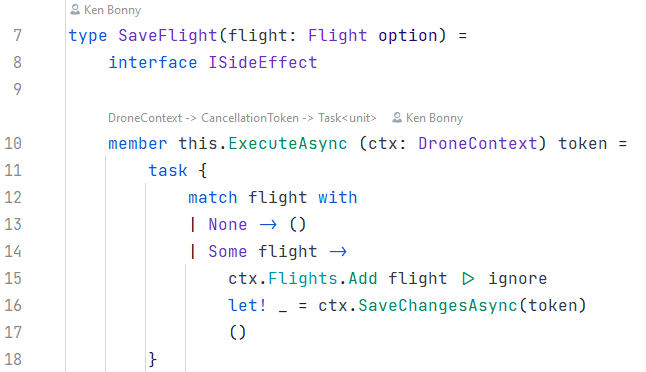 Ken Bonny
7 type SaveFlight(flight: Flight option) =
8 interface ISideEffect
9
DroneContext -> CancellationToken -> Task<unit> Ken Bonny
10 member this.ExecuteAsync (ctx: DroneContext) token =
11 task {
12 match flight with
13 | None -> ()
14 | Some flight ->
15 ctx.Flights.Add flight |> ignore
16 let! _ = ctx.SaveChangesAsync(token)
17 ()
18 }